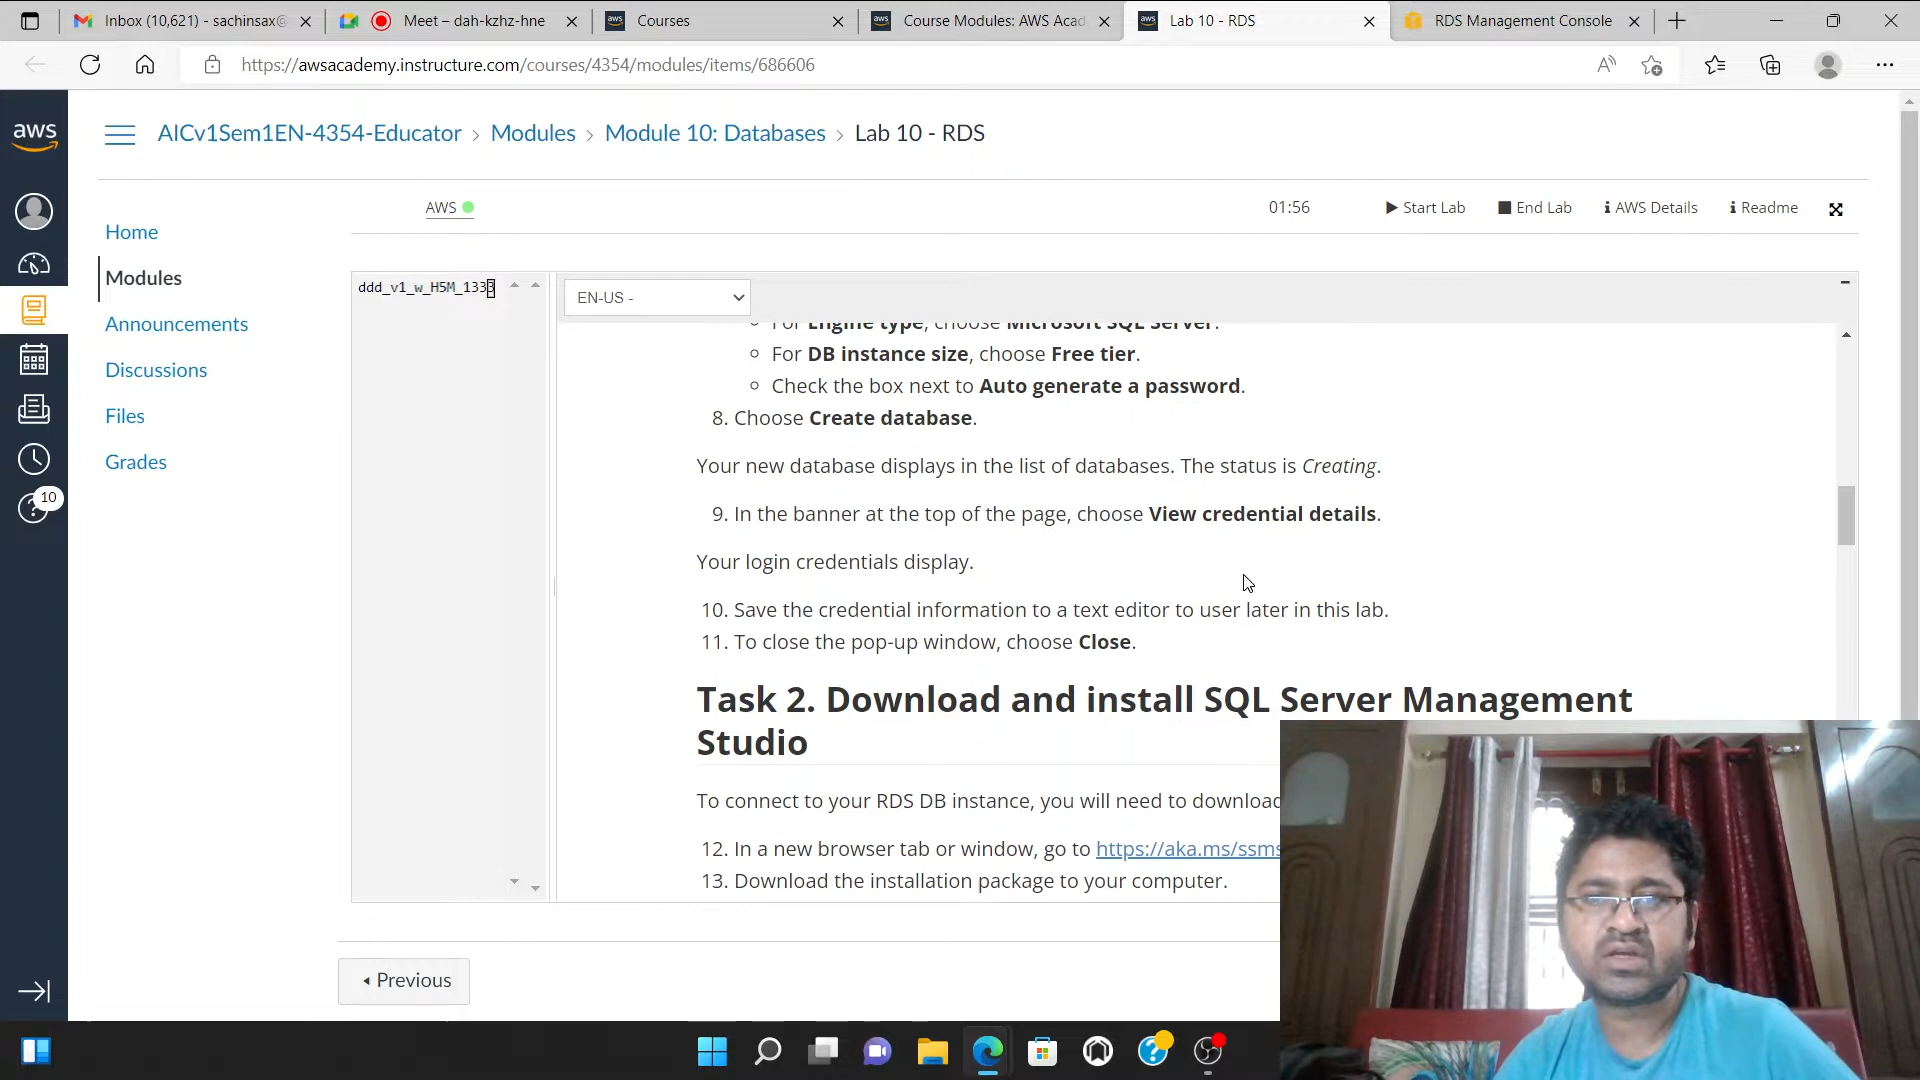 Inbox (10,621) - sachinsax@
Meet – dah-kzhz-hne
Courses
Course Modules: AWS Acad
Lab 10 - RDS
RDS Management Console
https://awsacademy.instructure.com/courses/4354/modules/items/686606
aws
AICv1Sem1EN-4354-Educator › Modules › Module 10: Databases › Lab 10 - RDS
AWS
01:56
Start Lab
End Lab
AWS Details
Readme
Home
Modules
Announcements
Discussions
Files
Grades
10
ddd_v1_w_H5M_1333
EN-US -
For Engine type, choose Microsoft SQL Server.
For DB instance size, choose Free tier.
Check the box next to Auto generate a password.
8. Choose Create database.
Your new database displays in the list of databases. The status is Creating.
9. In the banner at the top of the page, choose View credential details.
Your login credentials display.
10. Save the credential information to a text editor to user later in this lab.
11. To close the pop-up window, choose Close.
Task 2. Download and install SQL Server Management
Studio
To connect to your RDS DB instance, you will need to download
12. In a new browser tab or window, go to https://aka.ms/ssms
13. Download the installation package to your computer.
Previous